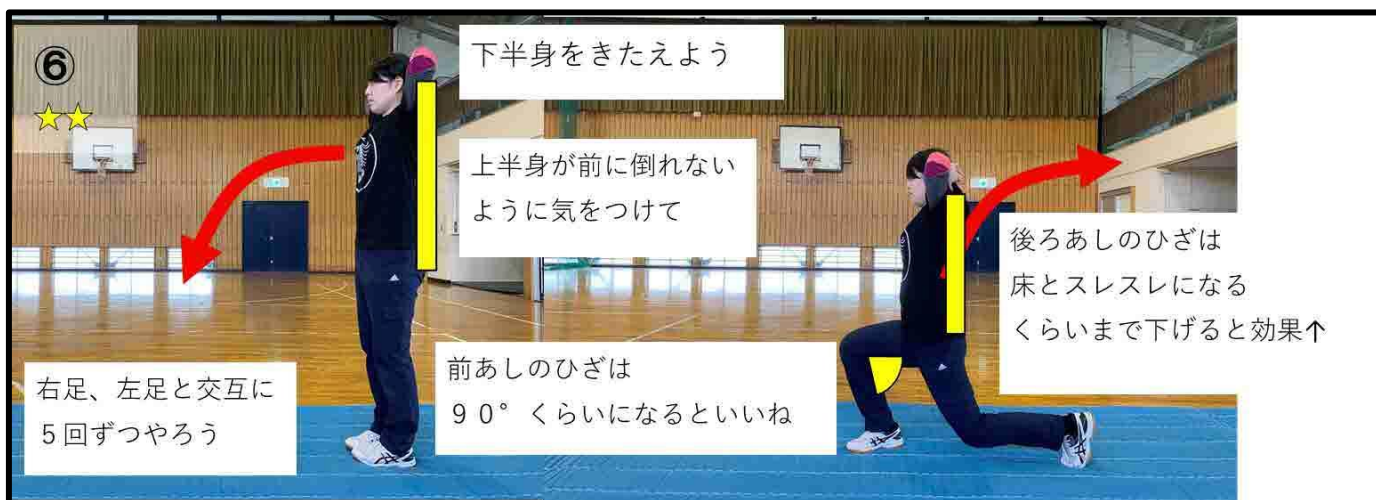 ⑥
★★
下半身をきたえよう
上半身が前に倒れない
ように気をつけて
右足、左足と交互に
５回ずつやろう
前あしのひざは
９０°くらいになるといいね
後ろあしのひざは
床とスレスレになる
くらいまで下げると効果↑